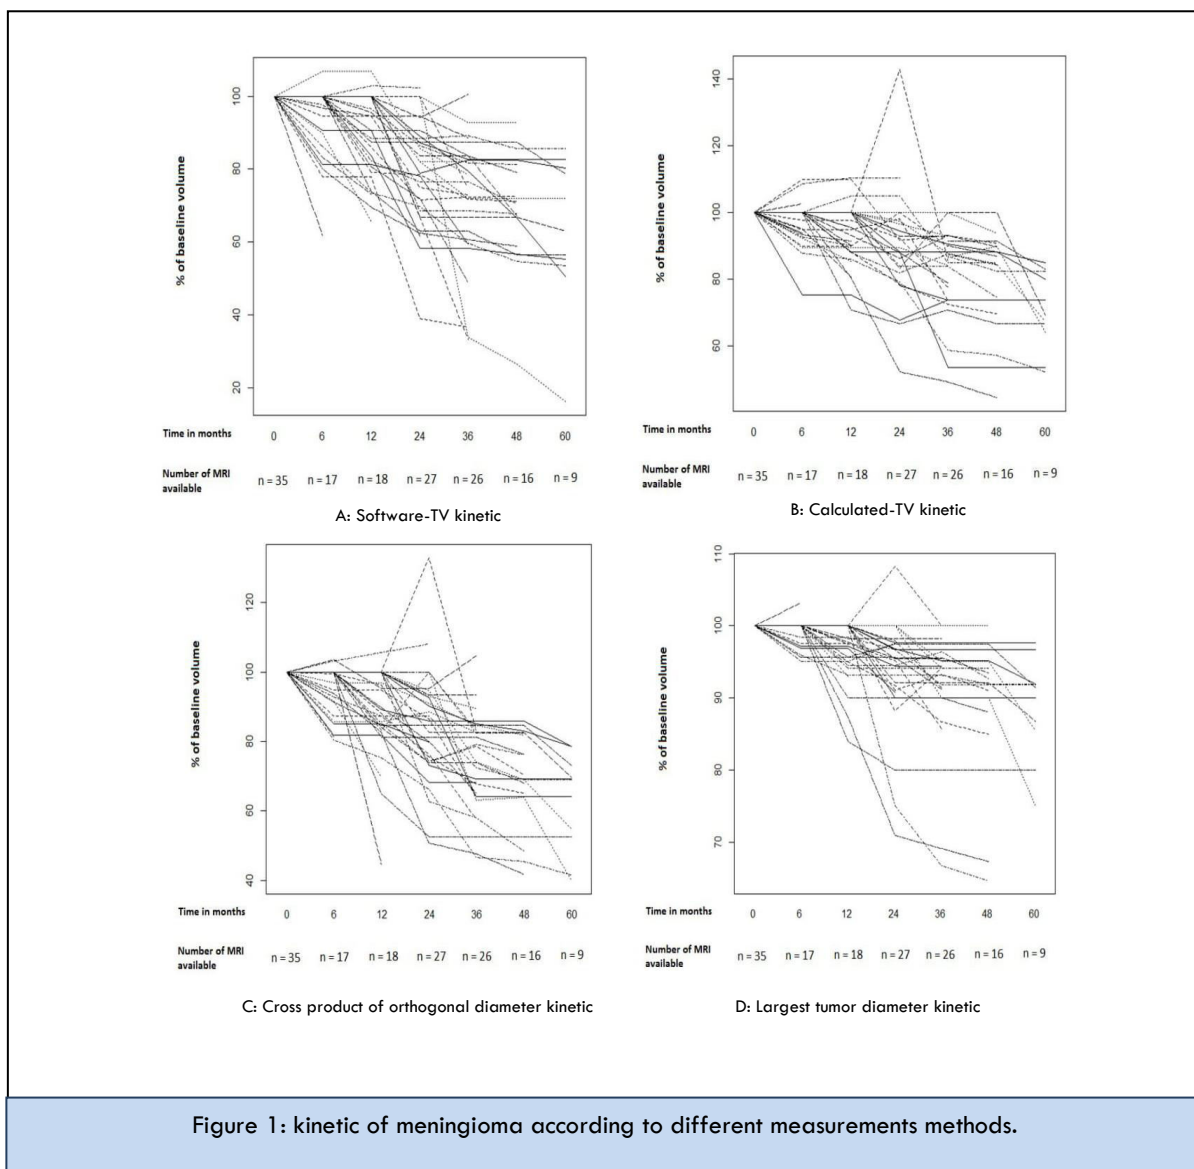 % of baseline volume
100
80
60
40
20
Time in months 0 6 12 24 36 48 60
Number of MRI
available
n = 35 n = 17 n = 18 n = 27 n = 26 n = 16 n = 9
A: Software-TV kinetic
% of baseline volume
140
120
100
80
60
Time in months 0 6 12 24 36 48 60
Number of MRI
available
n = 35 n = 17 n = 18 n = 27 n = 26 n = 16 n = 9
B: Calculated-TV kinetic
% of baseline volume
120
100
80
60
40
Time in months 0 6 12 24 36 48 60
Number of MRI
available
n = 35 n = 17 n = 18 n = 27 n = 26 n = 16 n = 9
C: Cross product of orthogonal diameter kinetic
% of baseline volume
110
100
90
80
70
Time in months 0 6 12 24 36 48 60
Number of MRI
available
n = 35 n = 17 n = 18 n = 27 n = 26 n = 16 n = 9
D: Largest tumor diameter kinetic
Figure 1: kinetic of meningioma according to different measurements methods.